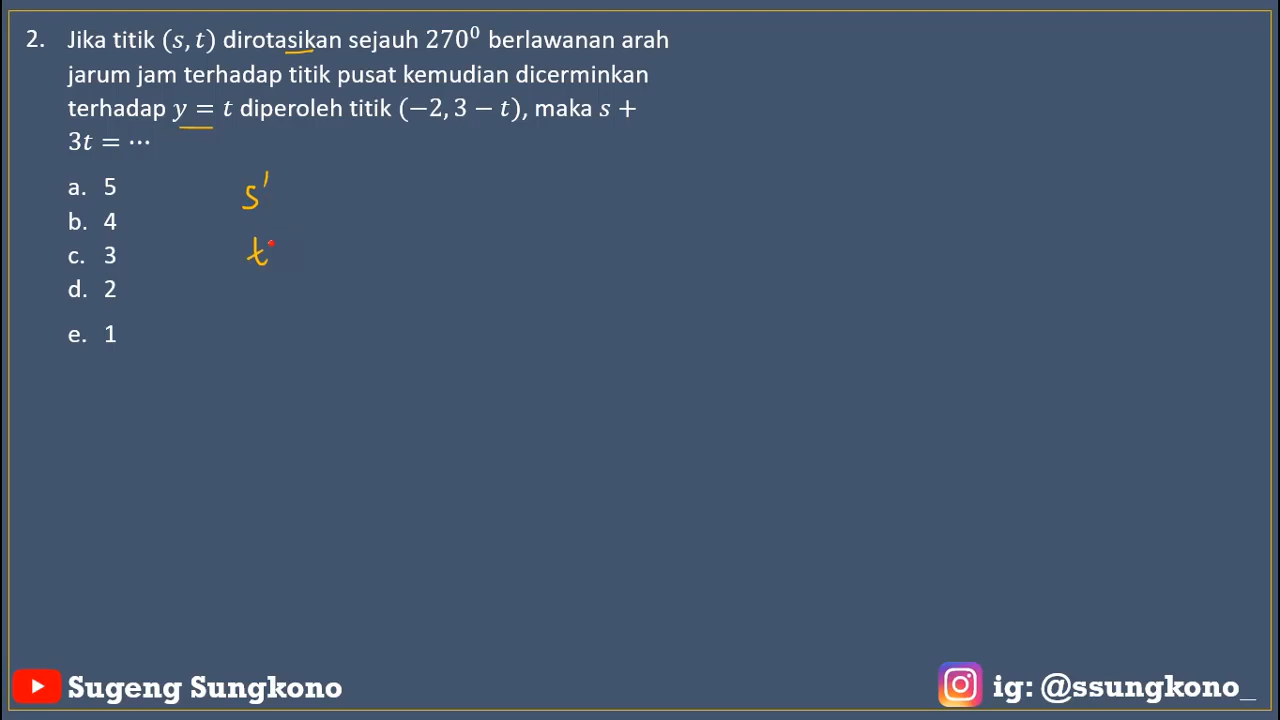 2. Jika titik (s, t) dirotasikan sejauh 270⁰ berlawanan arah
jarum jam terhadap titik pusat kemudian dicerminkan
terhadap y = t diperoleh titik (−2, 3 − t), maka s +
3t = ⋯
a. 5
b. 4
c. 3
d. 2
e. 1
s'
t
Sugeng Sungkono
ig: @ssungkono_